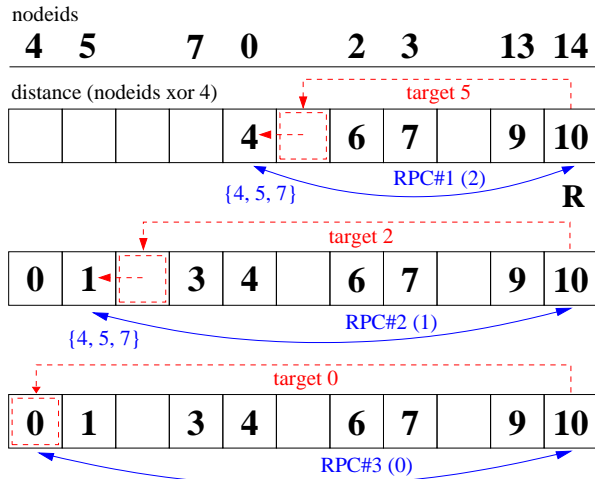 nodeids
4 5 7 0 2 3 13 14
distance (nodeids xor 4)
target 5
4 6 7 9 10
RPC#1 (2)
{4, 5, 7}
R
target 2
0 1 3 4 6 7 9 10
RPC#2 (1)
{4, 5, 7}
target 0
0 1 3 4 6 7 9 10
RPC#3 (0)